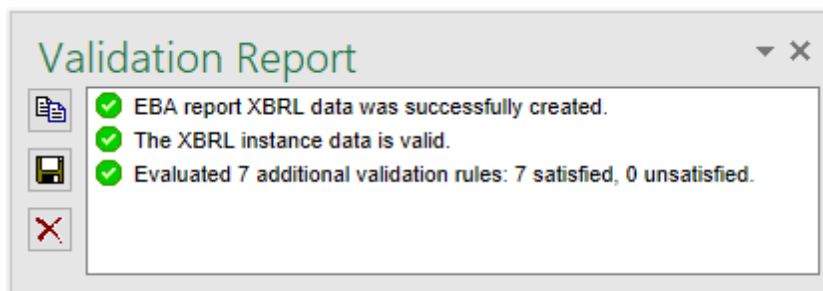 Validation Report
EBA report XBRL data was successfully created.
The XBRL instance data is valid.
Evaluated 7 additional validation rules: 7 satisfied, 0 unsatisfied.